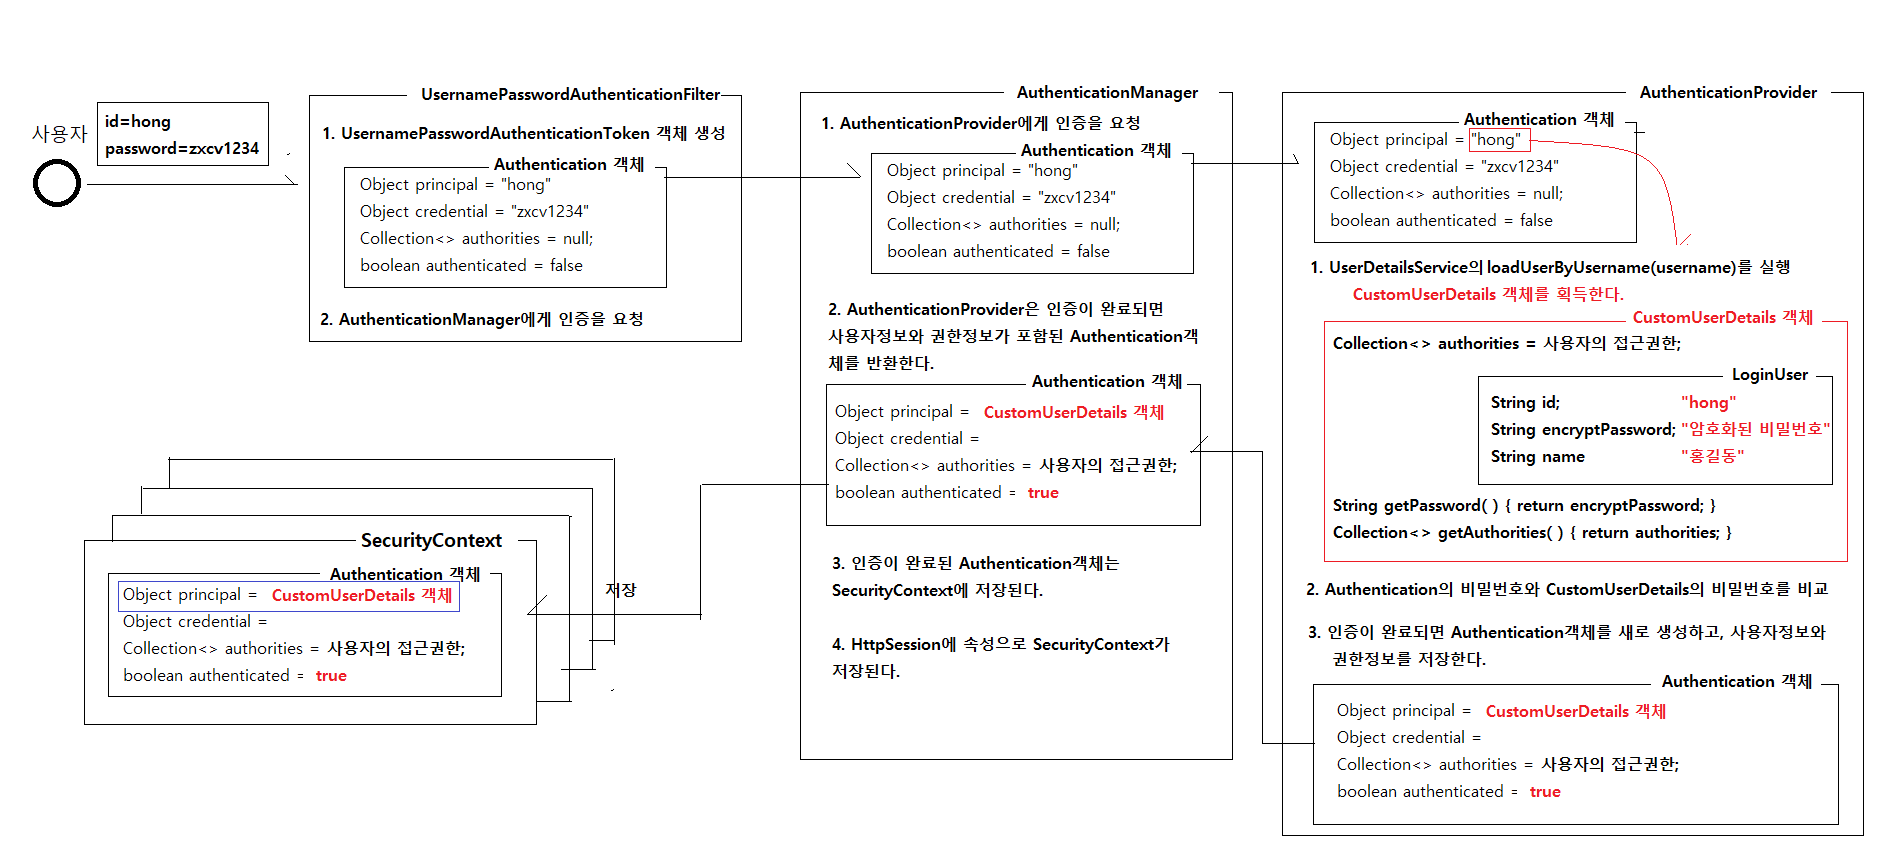 사용자
id=hong
password=zxcv1234
UsernamePasswordAuthenticationFilter
1. UsernamePasswordAuthenticationToken 객체 생성
Authentication 객체
Object principal = "hong"
Object credential = "zxcv1234"
Collection<> authorities = null;
boolean authenticated = false
2. AuthenticationManager에게 인증을 요청
AuthenticationManager
1. AuthenticationProvider에게 인증을 요청
Authentication 객체
Object principal = "hong"
Object credential = "zxcv1234"
Collection<> authorities = null;
boolean authenticated = false
2. AuthenticationProvider은 인증이 완료되면
사용자정보와 권한정보가 포함된 Authentication객
체를 반환한다.
Authentication 객체
Object principal = CustomUserDetails 객체
Object credential =
Collection<> authorities = 사용자의 접근권한;
boolean authenticated = true
3. 인증이 완료된 Authentication객체는
SecurityContext에 저장된다.
4. HttpSession에 속성으로 SecurityContext가
저장된다.
AuthenticationProvider
Authentication 객체
Object principal = "hong"
Object credential = "zxcv1234"
Collection<> authorities = null;
boolean authenticated = false
1. UserDetailsService의 loadUserByUsername(username)를 실행
CustomUserDetails 객체를 획득한다.
CustomUserDetails 객체
Collection<> authorities = 사용자의 접근권한;
LoginUser
String id; "hong"
String encryptPassword; "암호화된 비밀번호"
String name "홍길동"
String getPassword( ) { return encryptPassword; }
Collection<> getAuthorities( ) { return authorities; }
2. Authentication의 비밀번호와 CustomUserDetails의 비밀번호를 비교
3. 인증이 완료되면 Authentication객체를 새로 생성하고, 사용자정보와
권한정보를 저장한다.
Authentication 객체
Object principal = CustomUserDetails 객체
Object credential =
Collection<> authorities = 사용자의 접근권한;
boolean authenticated = true
저장
SecurityContext
Authentication 객체
Object principal = CustomUserDetails 객체
Object credential =
Collection<> authorities = 사용자의 접근권한;
boolean authenticated = true